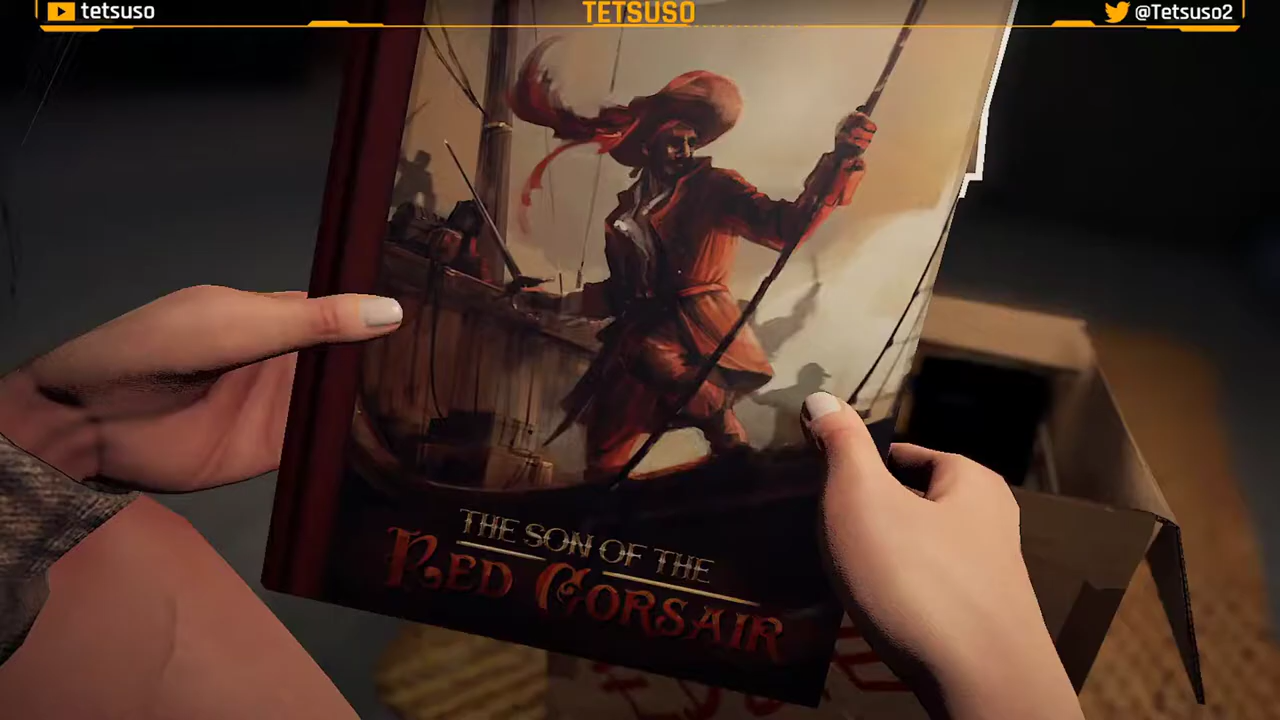 tetsuso
TETSUSO
@Tetsuso2
THE SON OF THE
RED CORSAIR